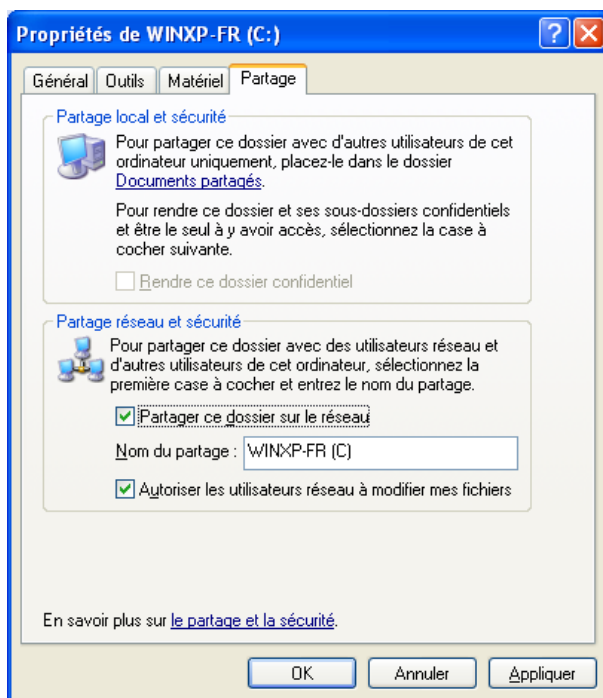 Propriétés de WINXP-FR (C:)
Général Outils Matériel Partage
Partage local et sécurité
Pour partager ce dossier avec d'autres utilisateurs de cet
ordinateur uniquement, placez-le dans le dossier
Documents partagés.
Pour rendre ce dossier et ses sous-dossiers confidentiels
et être le seul à y avoir accès, sélectionnez la case à
cocher suivante.
Rendre ce dossier confidentiel
Partage réseau et sécurité
Pour partager ce dossier avec des utilisateurs réseau et
d'autres utilisateurs de cet ordinateur, sélectionnez la
première case à cocher et entrez le nom du partage.
Partager ce dossier sur le réseau
Nom du partage : WINXP-FR (C)
Autoriser les utilisateurs réseau à modifier mes fichiers
En savoir plus sur le partage et la sécurité.
OK Annuler Appliquer